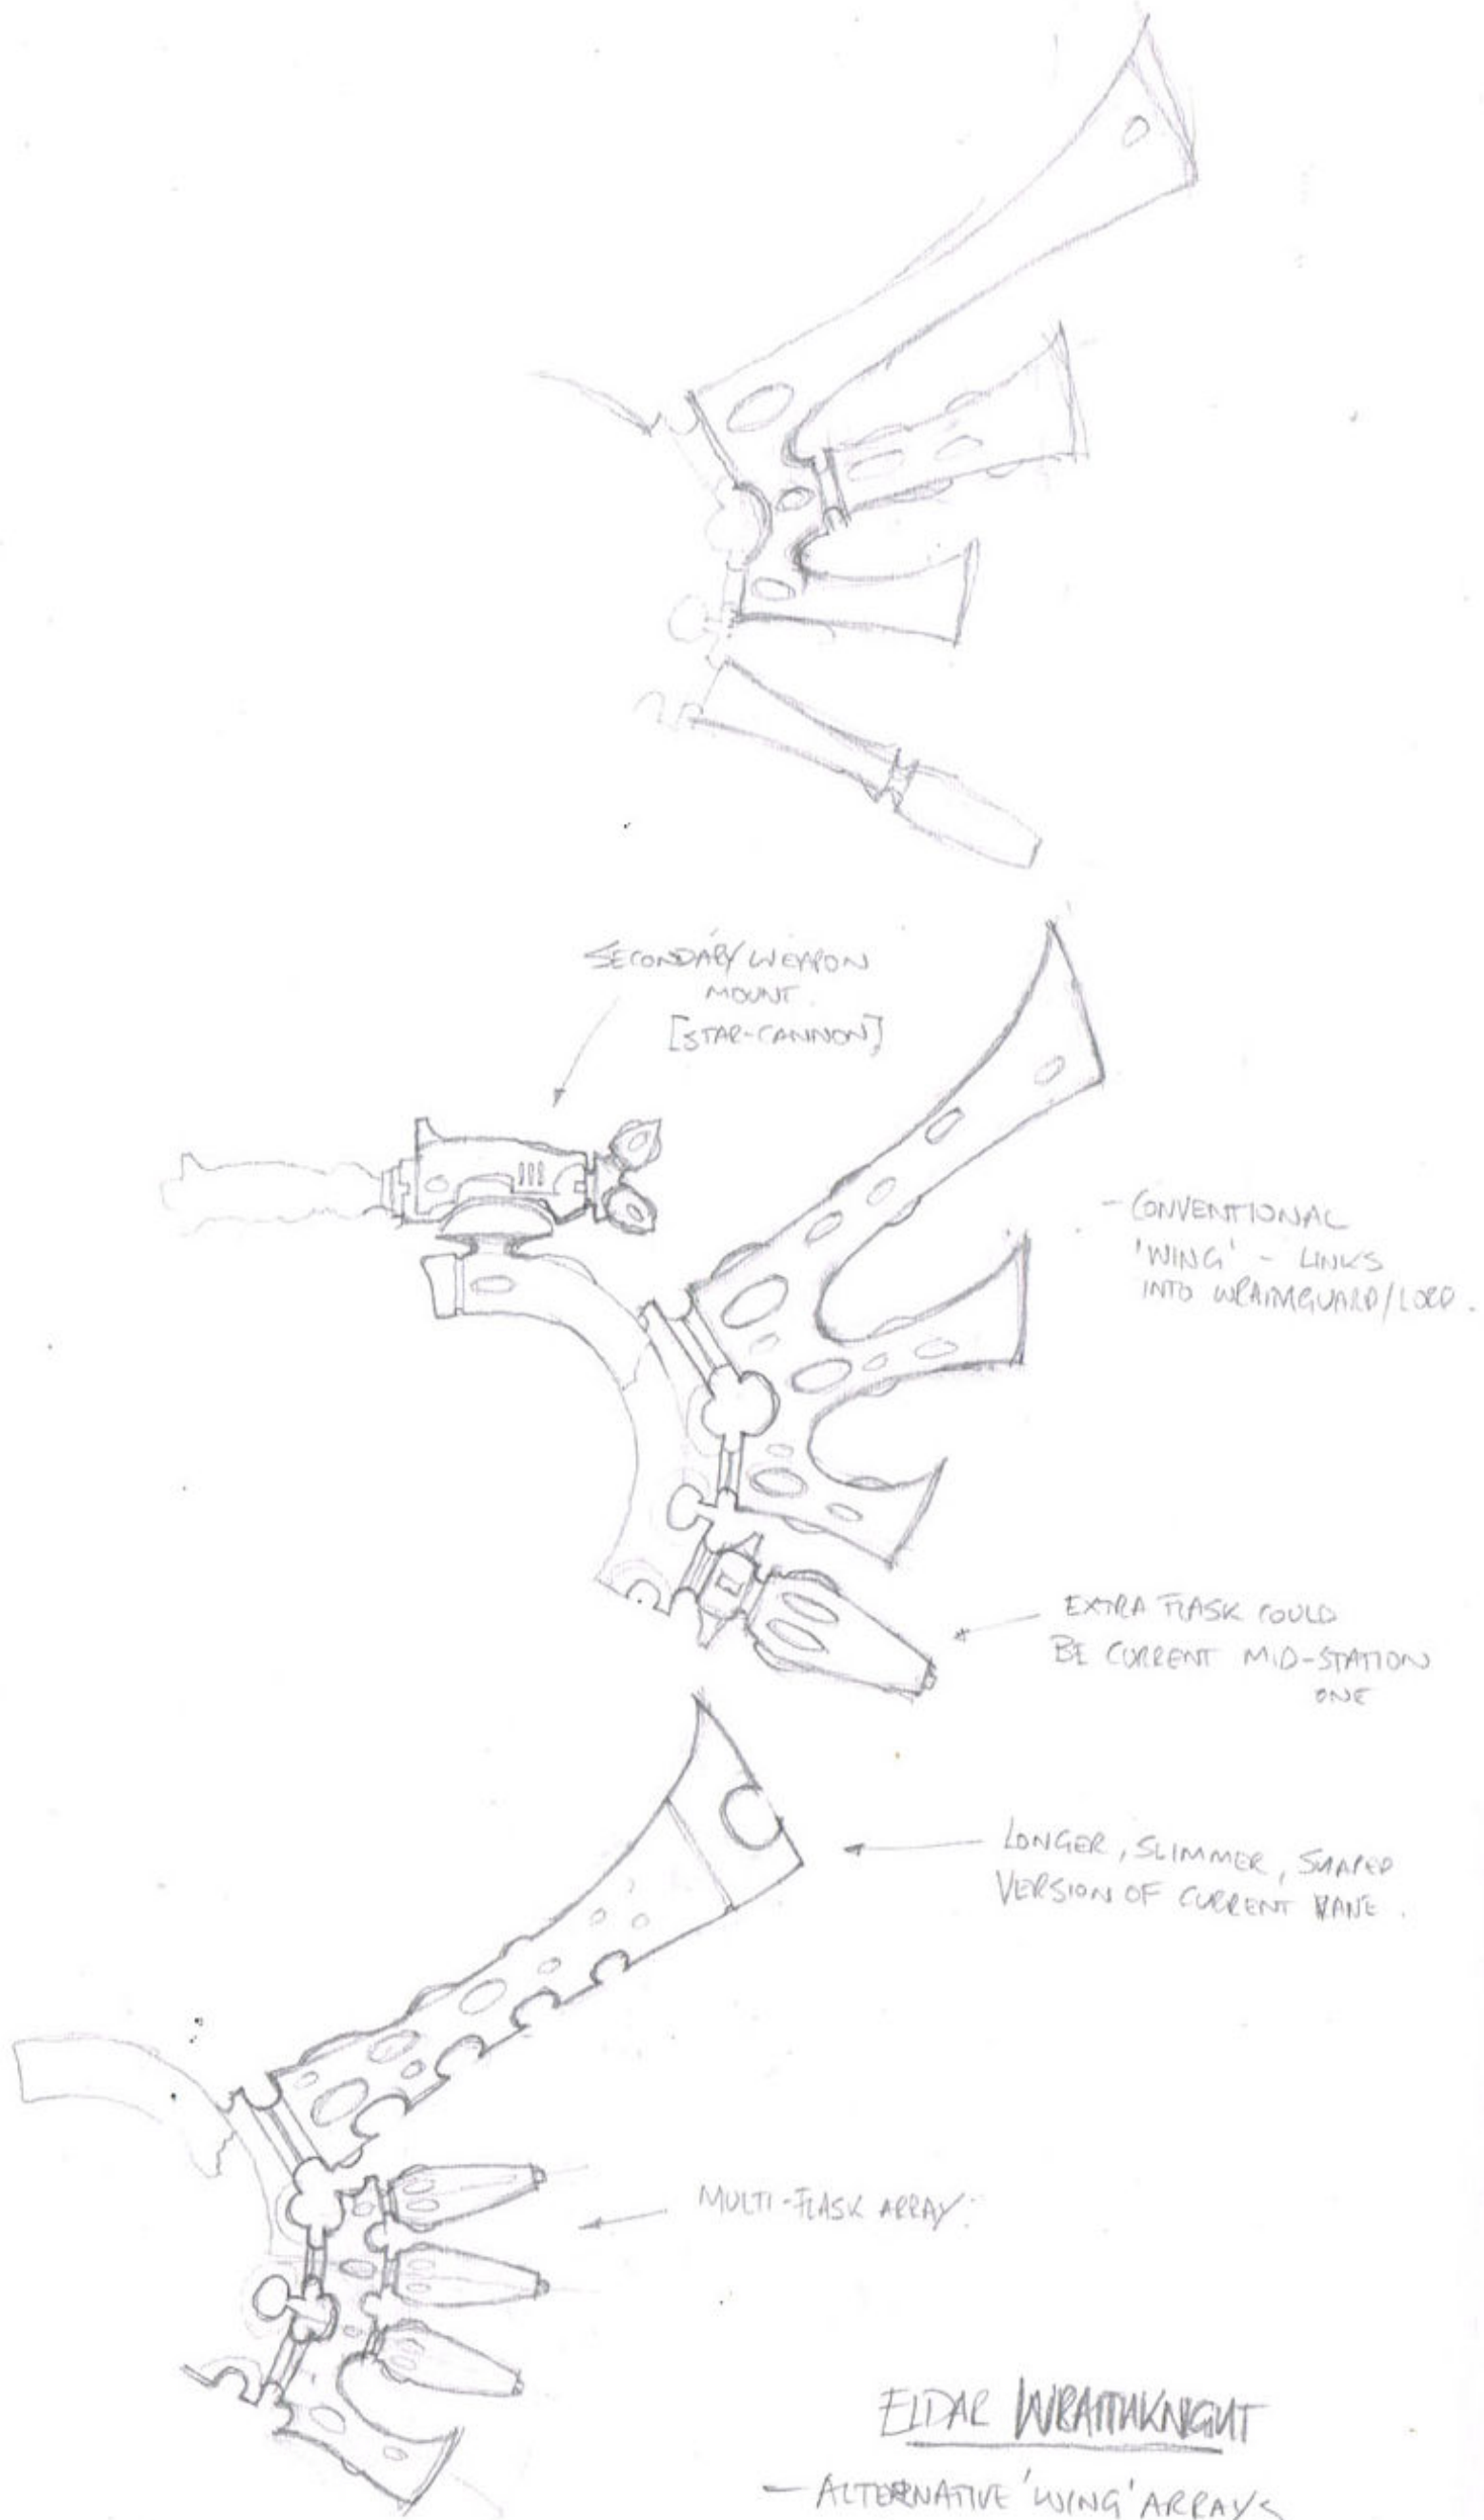 SECONDARY WEAPON
MOUNT
[STAR-CANNON]
- CONVENTIONAL
'WING' - LINKS
INTO WRAITHGUARD/LORD.
EXTRA FLASK COULD
BE CURRENT MID-STATION
ONE
LONGER, SLIMMER, SHAPED
VERSION OF CURRENT VANE.
MULTI-FLASK ARRAY.
ELDAR WRAITHKNIGHT
- ALTERNATIVE 'WING' ARRAYS